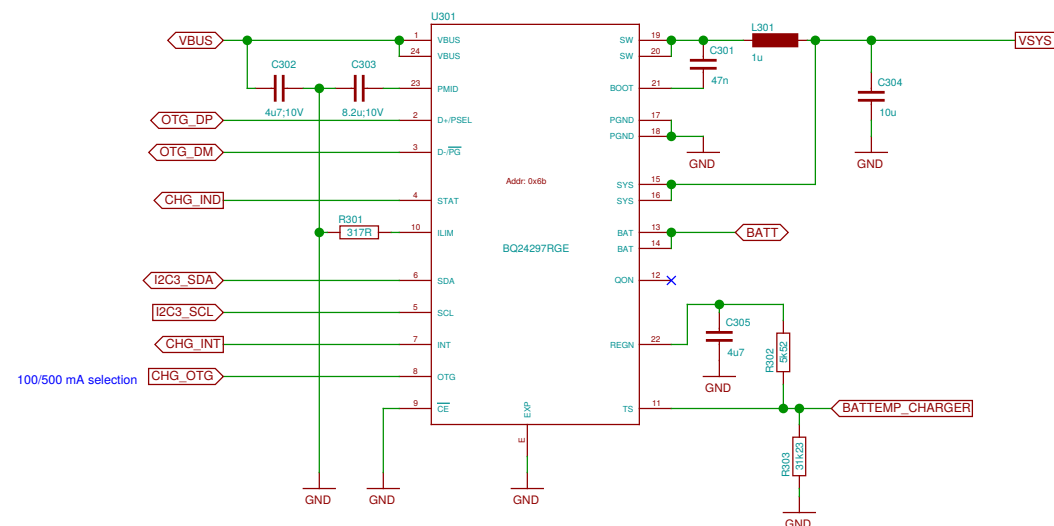 U301
VBUS
1
VBUS
24
VBUS
C302
4u7;10V
C303
8.2u;10V
23
PMID
OTG_DP
2
D+/PSEL
OTG_DM
3
D-/PG
CHG_IND
4
STAT
R301
317R
10
ILIM
I2C3_SDA
6
SDA
I2C3_SCL
5
SCL
CHG_INT
7
INT
100/500 mA selection
CHG_OTG
8
OTG
9
CE
GND
GND
Addr: 0x6b
BQ24297RGE
EXP
E
GND
SW
19
SW
20
L301
1u
VSYS
C301
47n
BOOT
21
C304
10u
GND
PGND
17
PGND
18
GND
SYS
15
SYS
16
BAT
13
BAT
14
BATT
QON
12
REGN
22
C305
4u7
GND
R302
5k52
TS
11
BATTEMP_CHARGER
R303
31k23
GND